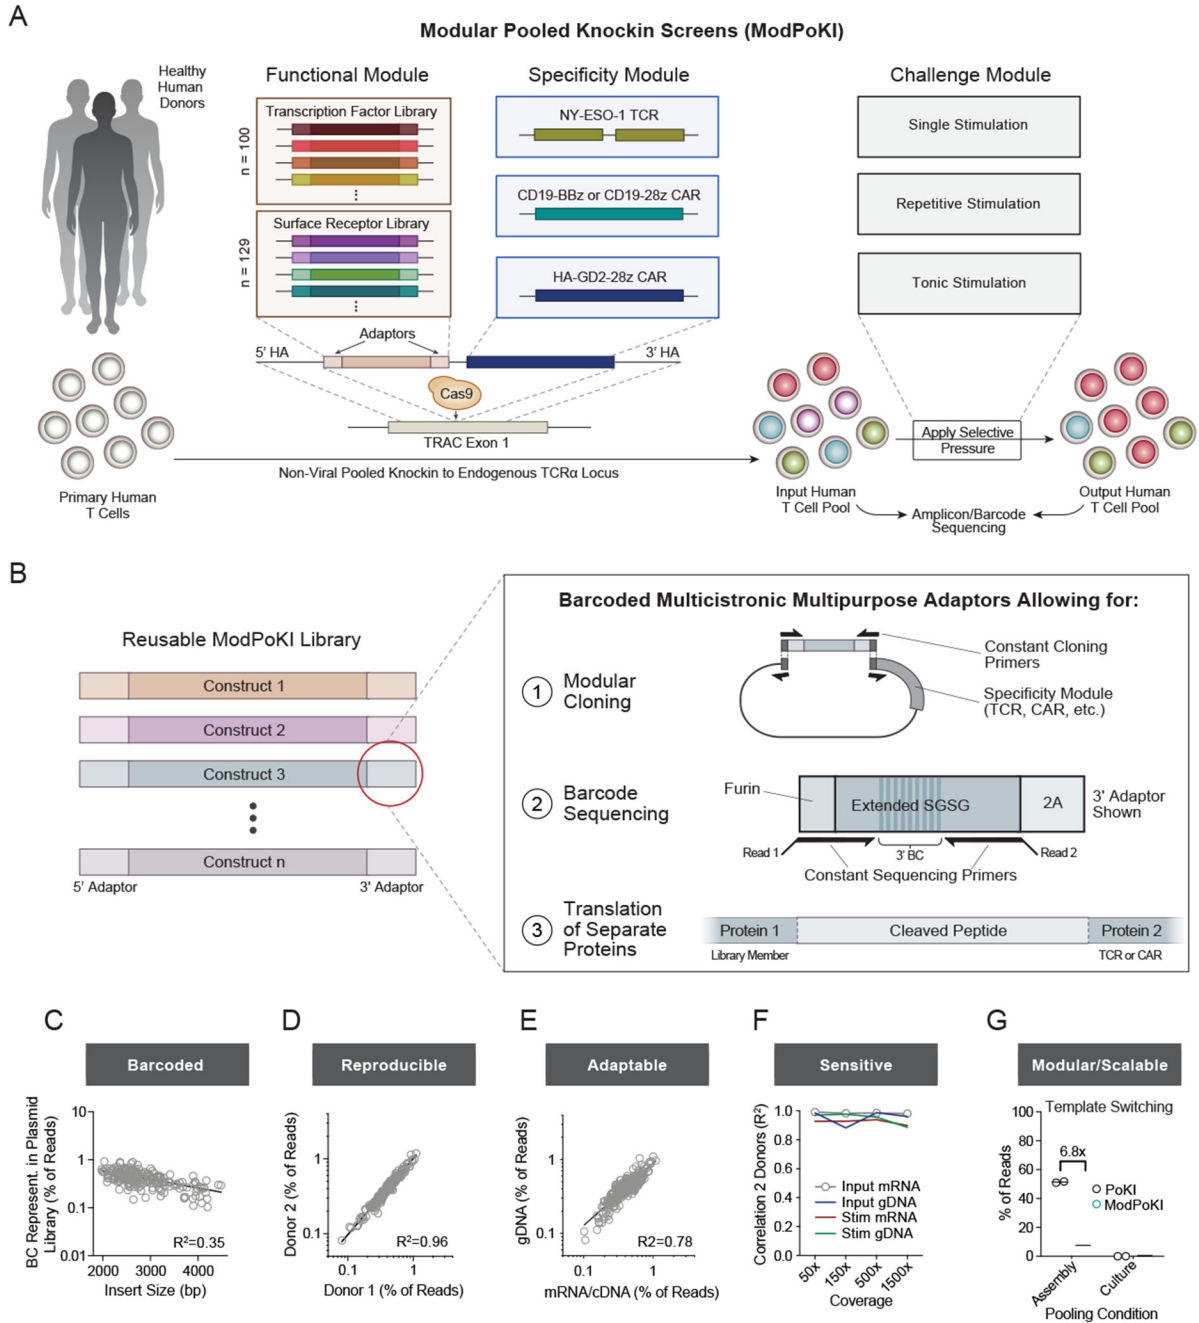 A
Modular Pooled Knockin Screens (ModPoKI)
Healthy
Human
Donors
Functional Module
Specificity Module
Challenge Module
Transcription Factor Library
n = 100
Surface Receptor Library
n = 129
NY-ESO-1 TCR
CD19-BBz or CD19-28z CAR
HA-GD2-28z CAR
Single Stimulation
Repetitive Stimulation
Tonic Stimulation
Adaptors
5' HA
3' HA
Cas9
TRAC Exon 1
Non-Viral Pooled Knockin to Endogenous TCRα Locus
Primary Human
T Cells
Apply Selective
Pressure
Input Human
T Cell Pool
Output Human
T Cell Pool
Amplicon/Barcode
Sequencing
B
Reusable ModPoKI Library
Construct 1
Construct 2
Construct 3
Construct n
5' Adaptor
3' Adaptor
Barcoded Multicistronic Multipurpose Adaptors Allowing for:
1
Modular
Cloning
Constant Cloning
Primers
Specificity Module
(TCR, CAR, etc.)
2
Barcode
Sequencing
Furin
Extended SGSG
2A
3' Adaptor
Shown
Read 1
3' BC
Read 2
Constant Sequencing Primers
3
Translation
of Separate
Proteins
Protein 1
Cleaved Peptide
Protein 2
Library Member
TCR or CAR
C
Barcoded
BC Represent. in Plasmid
Library (% of Reads)
10
1
0.1
0.01
R²=0.35
2000
3000
4000
Insert Size (bp)
D
Reproducible
Donor 2 (% of Reads)
1
0.1
R²=0.96
0.1
1
Donor 1 (% of Reads)
E
Adaptable
gDNA (% of Reads)
1
0.1
R2=0.78
0.1
1
mRNA/cDNA (% of Reads)
F
Sensitive
Correlation 2 Donors (R²)
1.0
0.8
0.6
0.4
0.2
0.0
Input mRNA
Input gDNA
Stim mRNA
Stim gDNA
50x
150x
500x
1500x
Coverage
G
Modular/Scalable
Template Switching
% of Reads
100
80
60
40
20
0
6.8x
PoKI
ModPoKI
Assembly
Culture
Pooling Condition